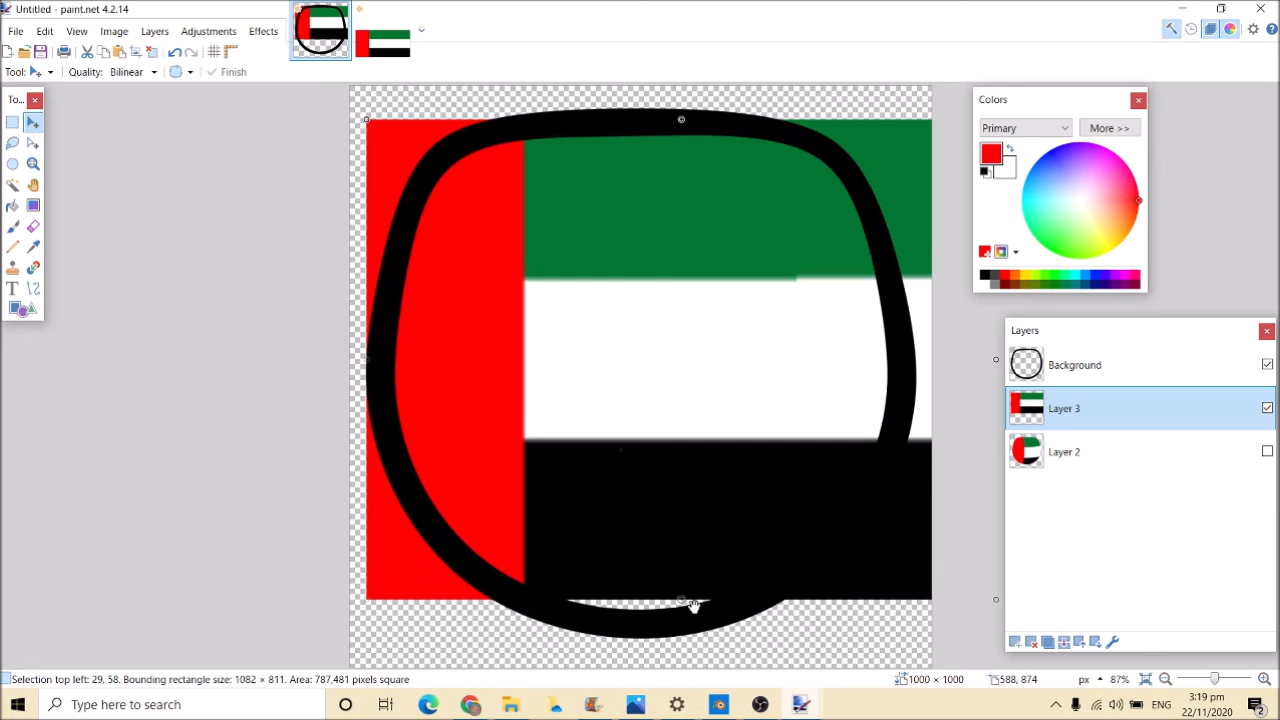 Untitled - paint.net 4.2.14
File Edit View Image Layers Adjustments Effects
Tool: Quality: Bilinear Finish
To...
Colors
Primary More >>
Layers
Background
Layer 3
Layer 2
Selection top left: 29, 58. Bounding rectangle size: 1082 × 811. Area: 787,481 pixels square 1000 × 1000 588, 874 px 87%
Type here to search
ENG
3:19 pm
22/11/2020
2